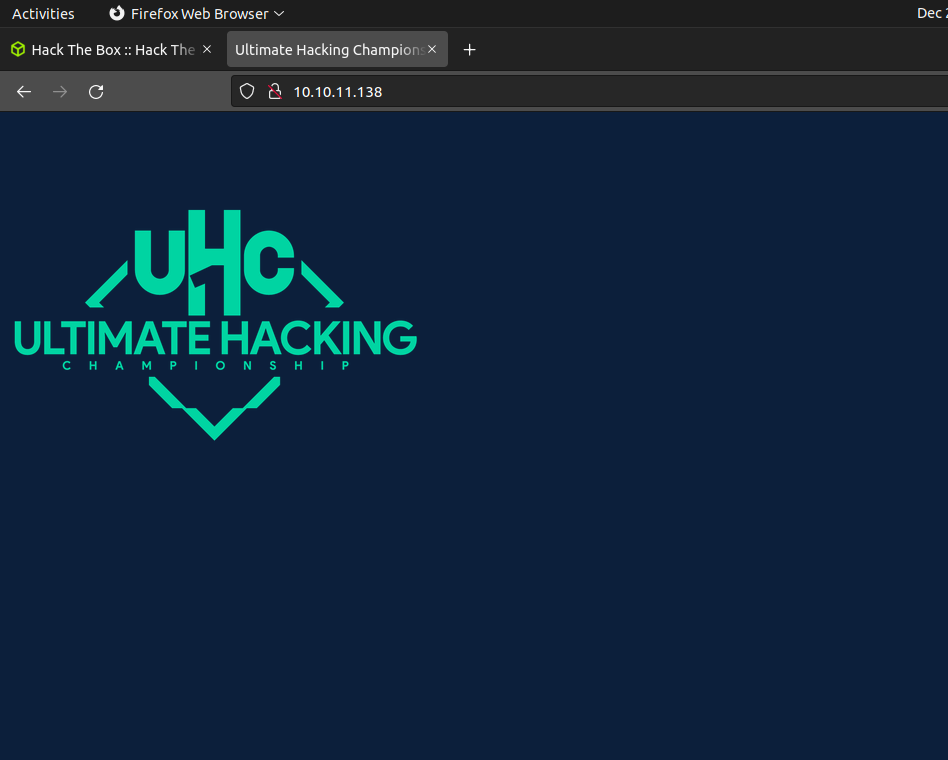 Activities Firefox Web Browser Dec
Hack The Box :: Hack The Ultimate Hacking Champions
10.10.11.138
UHC
ULTIMATE HACKING
CHAMPIONSHIP